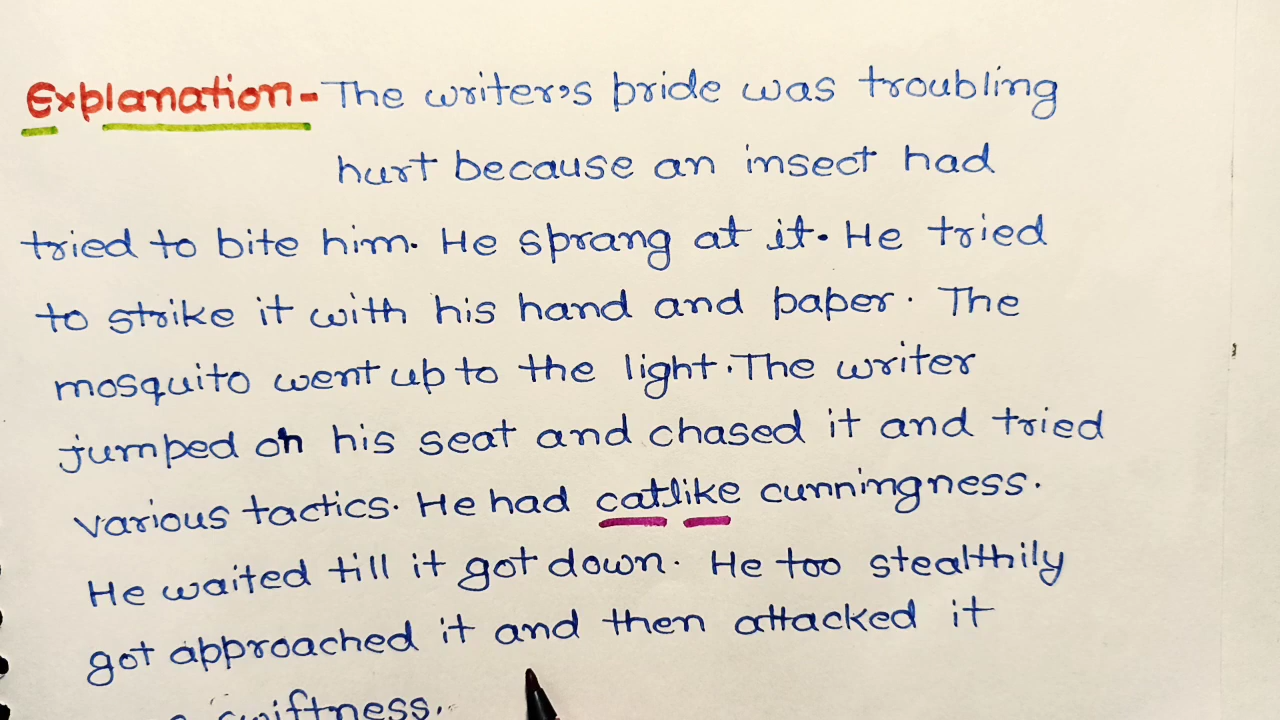 Explanation- The writer's bride was troubling
hurt because an insect had
tried to bite him. He sprang at it. He tried
to strike it with his hand and paper. The
mosquito went up to the light. The writer
jumped on his seat and chased it and tried
various tactics. He had catlike cunningness.
He waited till it got down. He too stealthily
got approached it and then attacked it
swiftness.